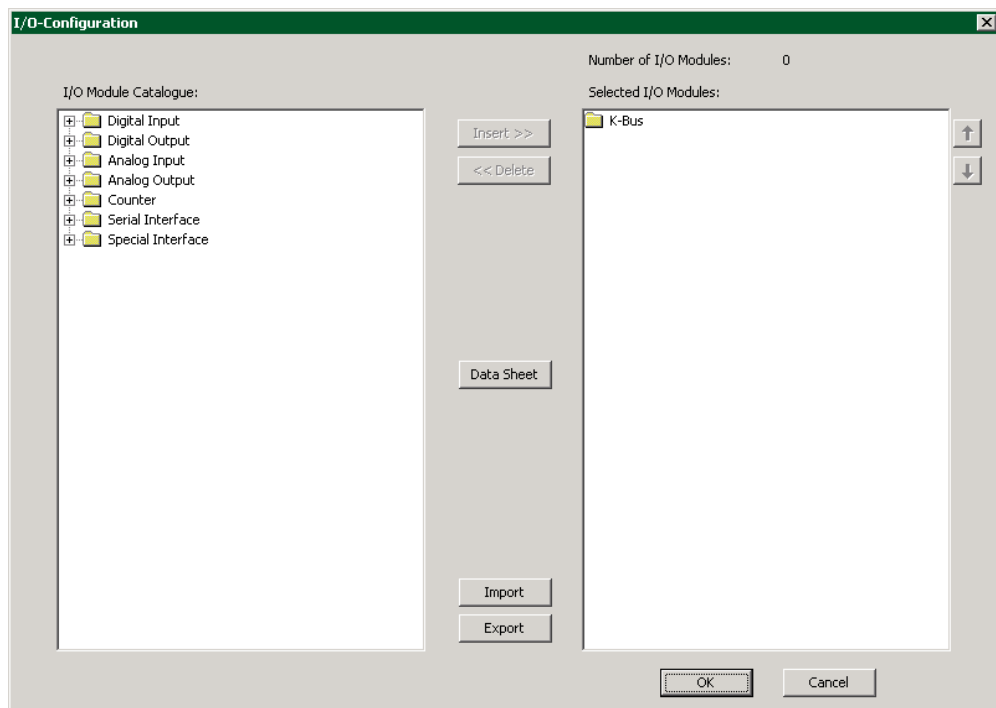 I/O-Configuration
Number of I/O Modules: 0
I/O Module Catalogue:
Selected I/O Modules:
Digital Input
Digital Output
Analog Input
Analog Output
Counter
Serial Interface
Special Interface
Insert >>
<< Delete
Data Sheet
Import
Export
K-Bus
OK
Cancel